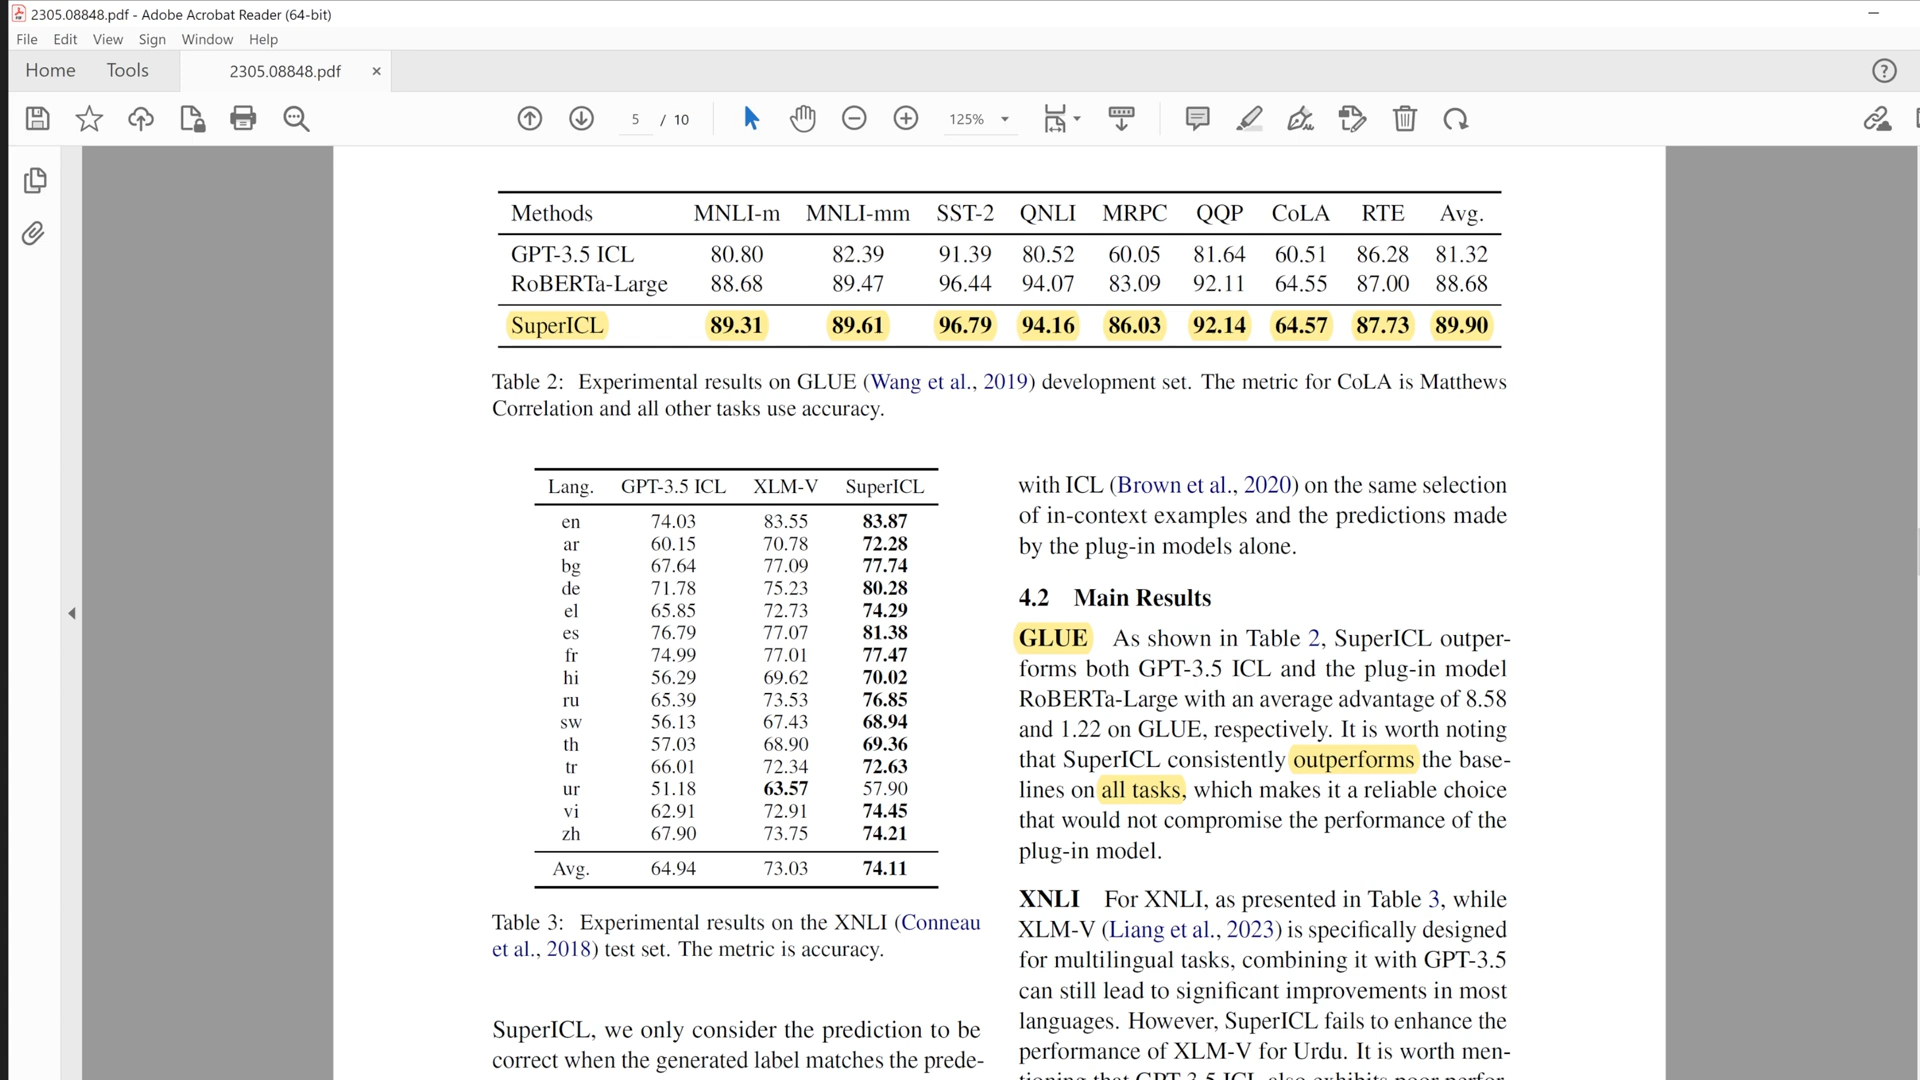 2305.08848.pdf - Adobe Acrobat Reader (64-bit)
File Edit View Sign Window Help
Home Tools 2305.08848.pdf ×
5 / 10 125%
Methods MNLI-m MNLI-mm SST-2 QNLI MRPC QQP CoLA RTE Avg.
GPT-3.5 ICL 80.80 82.39 91.39 80.52 60.05 81.64 60.51 86.28 81.32
RoBERTa-Large 88.68 89.47 96.44 94.07 83.09 92.11 64.55 87.00 88.68
SuperICL 89.31 89.61 96.79 94.16 86.03 92.14 64.57 87.73 89.90
Table 2: Experimental results on GLUE (Wang et al., 2019) development set. The metric for CoLA is Matthews
Correlation and all other tasks use accuracy.
Lang. GPT-3.5 ICL XLM-V SuperICL
en 74.03 83.55 83.87
ar 60.15 70.78 72.28
bg 67.64 77.09 77.74
de 71.78 75.23 80.28
el 65.85 72.73 74.29
es 76.79 77.07 81.38
fr 74.99 77.01 77.47
hi 56.29 69.62 70.02
ru 65.39 73.53 76.85
sw 56.13 67.43 68.94
th 57.03 68.90 69.36
tr 66.01 72.34 72.63
ur 51.18 63.57 57.90
vi 62.91 72.91 74.45
zh 67.90 73.75 74.21
Avg. 64.94 73.03 74.11
Table 3: Experimental results on the XNLI (Conneau
et al., 2018) test set. The metric is accuracy.
SuperICL, we only consider the prediction to be
correct when the generated label matches the prede-
with ICL (Brown et al., 2020) on the same selection
of in-context examples and the predictions made
by the plug-in models alone.
4.2 Main Results
GLUE As shown in Table 2, SuperICL outper-
forms both GPT-3.5 ICL and the plug-in model
RoBERTa-Large with an average advantage of 8.58
and 1.22 on GLUE, respectively. It is worth noting
that SuperICL consistently outperforms the base-
lines on all tasks, which makes it a reliable choice
that would not compromise the performance of the
plug-in model.
XNLI For XNLI, as presented in Table 3, while
XLM-V (Liang et al., 2023) is specifically designed
for multilingual tasks, combining it with GPT-3.5
can still lead to significant improvements in most
languages. However, SuperICL fails to enhance the
performance of XLM-V for Urdu. It is worth men-
tioning that GPT-3.5 ICL also exhibits poor perfor-